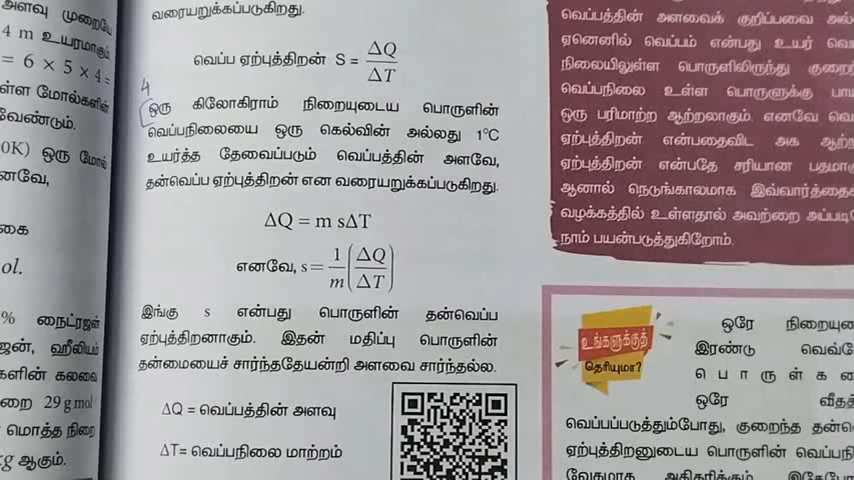 அளவு முறையே
4 m உயரமாகும்
= 6 × 5 × 4 =
ள்ள மோல்களின்
வேண்டும்.
0K) ஒரு மோல்
னவே,
கை
ol.
% நைட்ரஜன்
ஜன், ஹீலியம்
களின் கலவை
றை 29 g mol
மொத்த நிறை
kg ஆகும்.
வரையறுக்கப்படுகிறது.
வெப்ப ஏற்புத்திறன் S = ΔQ / ΔT
4
ஒரு கிலோகிராம் நிறையுடைய பொருளின்
வெப்பநிலையை ஒரு கெல்வின் அல்லது 1°C
உயர்த்த தேவைப்படும் வெப்பத்தின் அளவே,
தன்வெப்ப ஏற்புத்திறன் என வரையறுக்கப்படுகிறது.
ΔQ = m sΔT
எனவே, s = 1/m (ΔQ / ΔT)
இங்கு s என்பது பொருளின் தன்வெப்ப
ஏற்புத்திறனாகும். இதன் மதிப்பு பொருளின்
தன்மையைச் சார்ந்ததேயன்றி அளவை சார்ந்தல்ல.
ΔQ = வெப்பத்தின் அளவு
ΔT= வெப்பநிலை மாற்றம்
வெப்பத்தின் அளவைக் குறிப்பவை அல்
ஏனெனில் வெப்பம் என்பது உயர் வெ
நிலையிலுள்ள பொருளிலிருந்து குறைந்
வெப்பநிலை உள்ள பொருளுக்கு பாய
ஒரு பரிமாற்ற ஆற்றலாகும். எனவே வெ
ஏற்புத்திறன் என்பதைவிட அக ஆற்ற
ஏற்புத்திறன் என்பதே சரியான பதமாகு
ஆனால் நெடுங்காலமாக இவ்வார்த்தைக
வழக்கத்தில் உள்ளதால் அவற்றை அப்படி
நாம் பயன்படுத்துகிறோம்.
உங்களுக்குத்
தெரியுமா?
ஒரே நிறையு
இரண்டு வெவ்வே
பொருள்க
ஒரே வீதத்
வெப்பப்படுத்தும்போது, குறைந்த தன்வெ
ஏற்புத்திறனுடைய பொருளின் வெப்பநி
வேகமாக அதிகரிக்கும்.